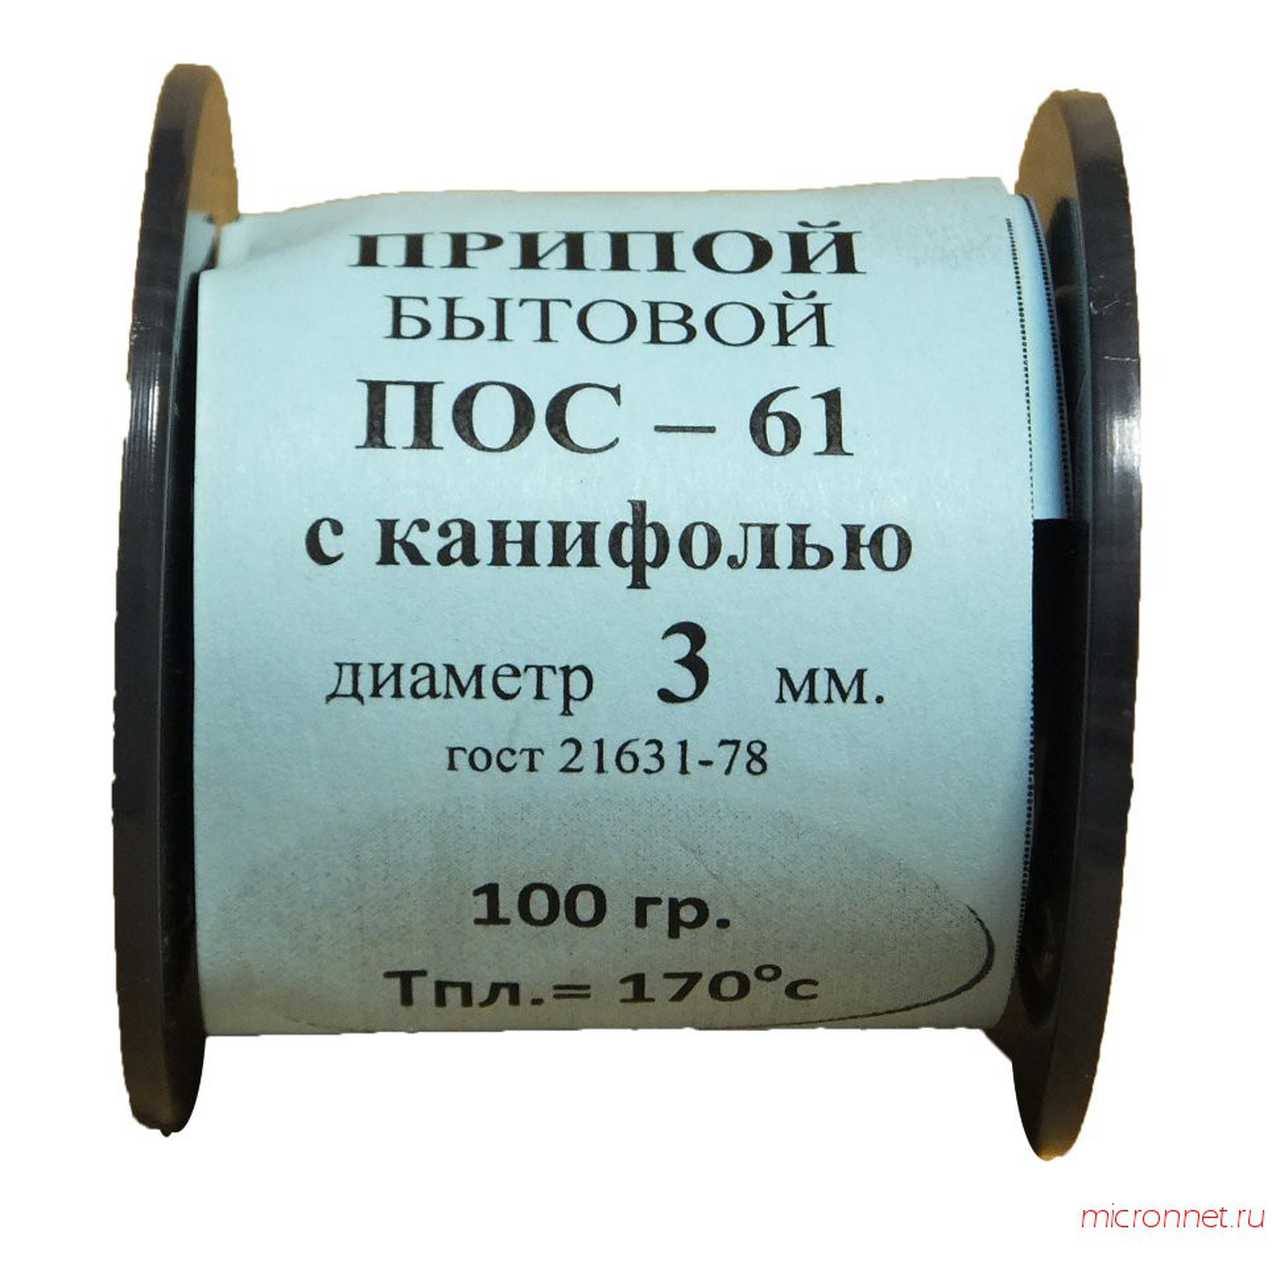 ПРИПОЙ
БЫТОВОЙ
ПОС – 61
с канифолью
диаметр 3 мм.
гост 21631-78
100 гр.
Тпл.= 170°с
micronnet.ru